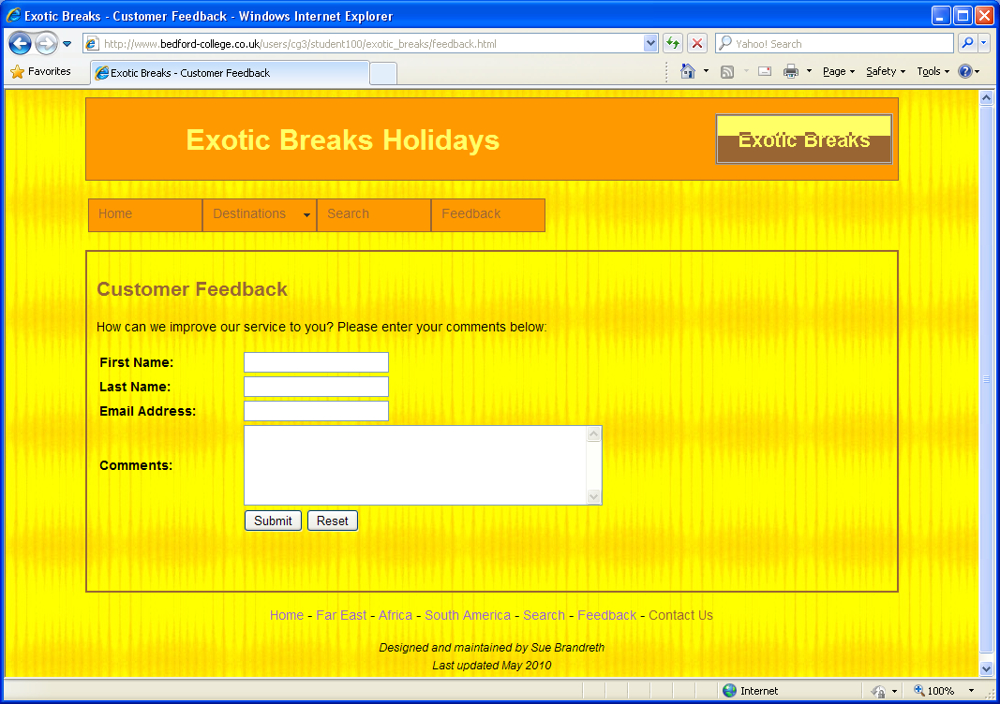 Exotic Breaks - Customer Feedback - Windows Internet Explorer
http://www.bedford-college.co.uk/users/cg3/student100/exotic_breaks/feedback.html
Yahoo! Search
Favorites
Exotic Breaks - Customer Feedback
Page
Safety
Tools
Exotic Breaks Holidays
Exotic Breaks
Home
Destinations
Search
Feedback
Customer Feedback
How can we improve our service to you? Please enter your comments below:
First Name:
Last Name:
Email Address:
Comments:
Submit
Reset
Home - Far East - Africa - South America - Search - Feedback - Contact Us
Designed and maintained by Sue Brandreth
Last updated May 2010
Internet
100%